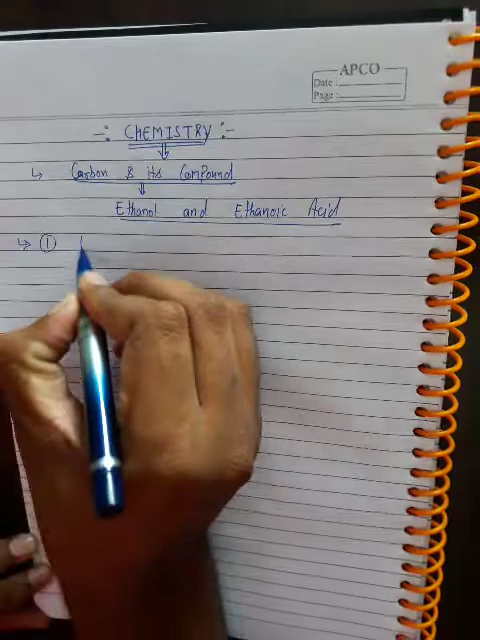 APCO
Date :
Page :
-: CHEMISTRY :-
↳ Carbon & its Compound
Ethanol and Ethanoic Acid
↳ ①